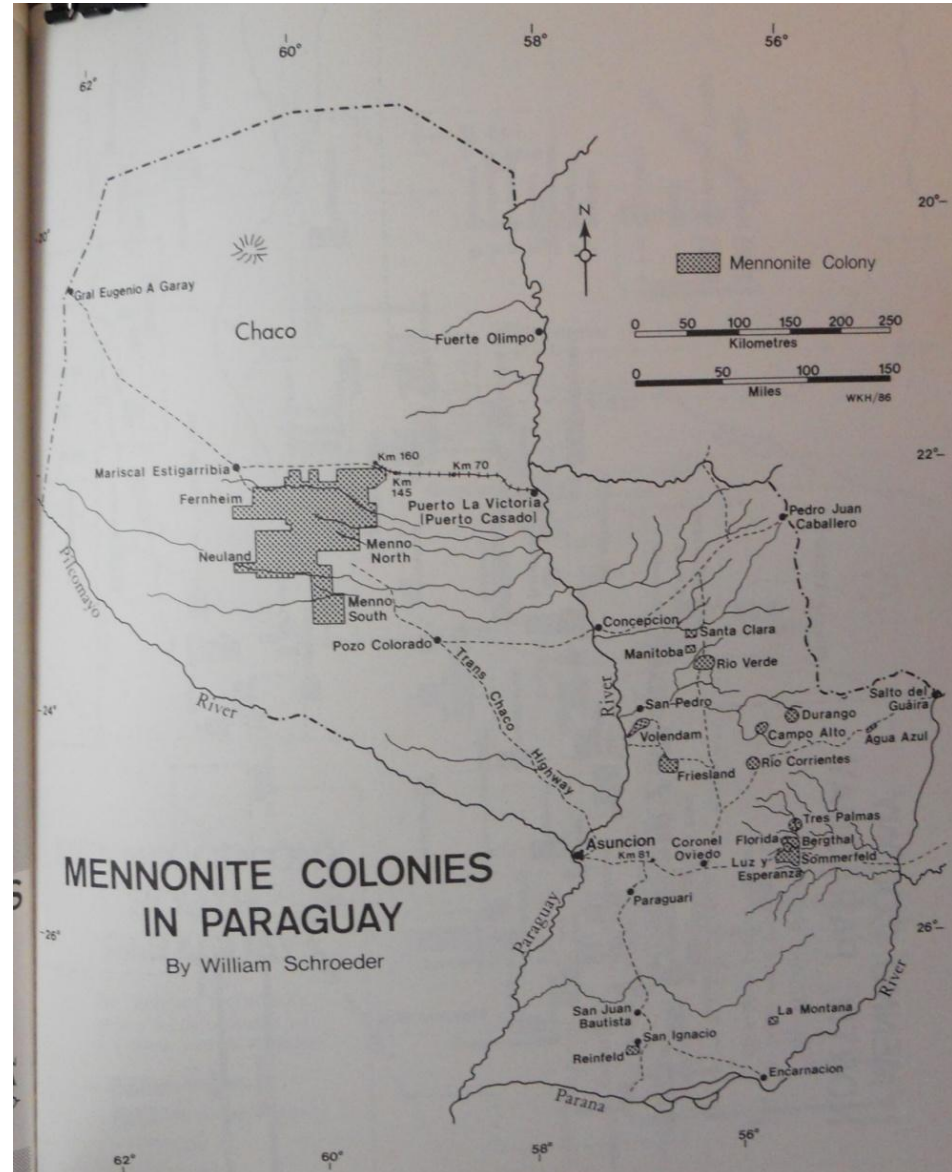 62°
60°
58°
56°
20°
20°
N
Gral Eugenio A Garay
Chaco
Fuerte Olimpo
Mennonite Colony
0 50 100 150 200 250
Kilometres
0 50 100 150
Miles
WKH/86
22°
Mariscal Estigarribia
Km 160
Km 70
Km
145
Puerto La Victoria
[Puerto Casado]
Fernheim
Pedro Juan
Caballero
Neuland
Menno
North
Menno
South
Pilcomayo
River
Pozo Colorado
Concepcion
Santa Clara
Manitoba
Rio Verde
Trans Chaco
Highway
River
San Pedro
Durango
Salto del
Guáira
24°
Volendam
Campo Alto
Agua Azul
Friesland
Rio Corrientes
Tres Palmas
Asuncion
Km 81
Coronel
Oviedo
Florida
Bergthal
Luz y
Esperanza
Sommerfeld
MENNONITE COLONIES
IN PARAGUAY
By William Schroeder
Paraguari
Paraguay
26°
26°
River
San Juan
Bautista
La Montana
San Ignacio
Reinfeld
Encarnacion
Parana
62°
60°
58°
56°